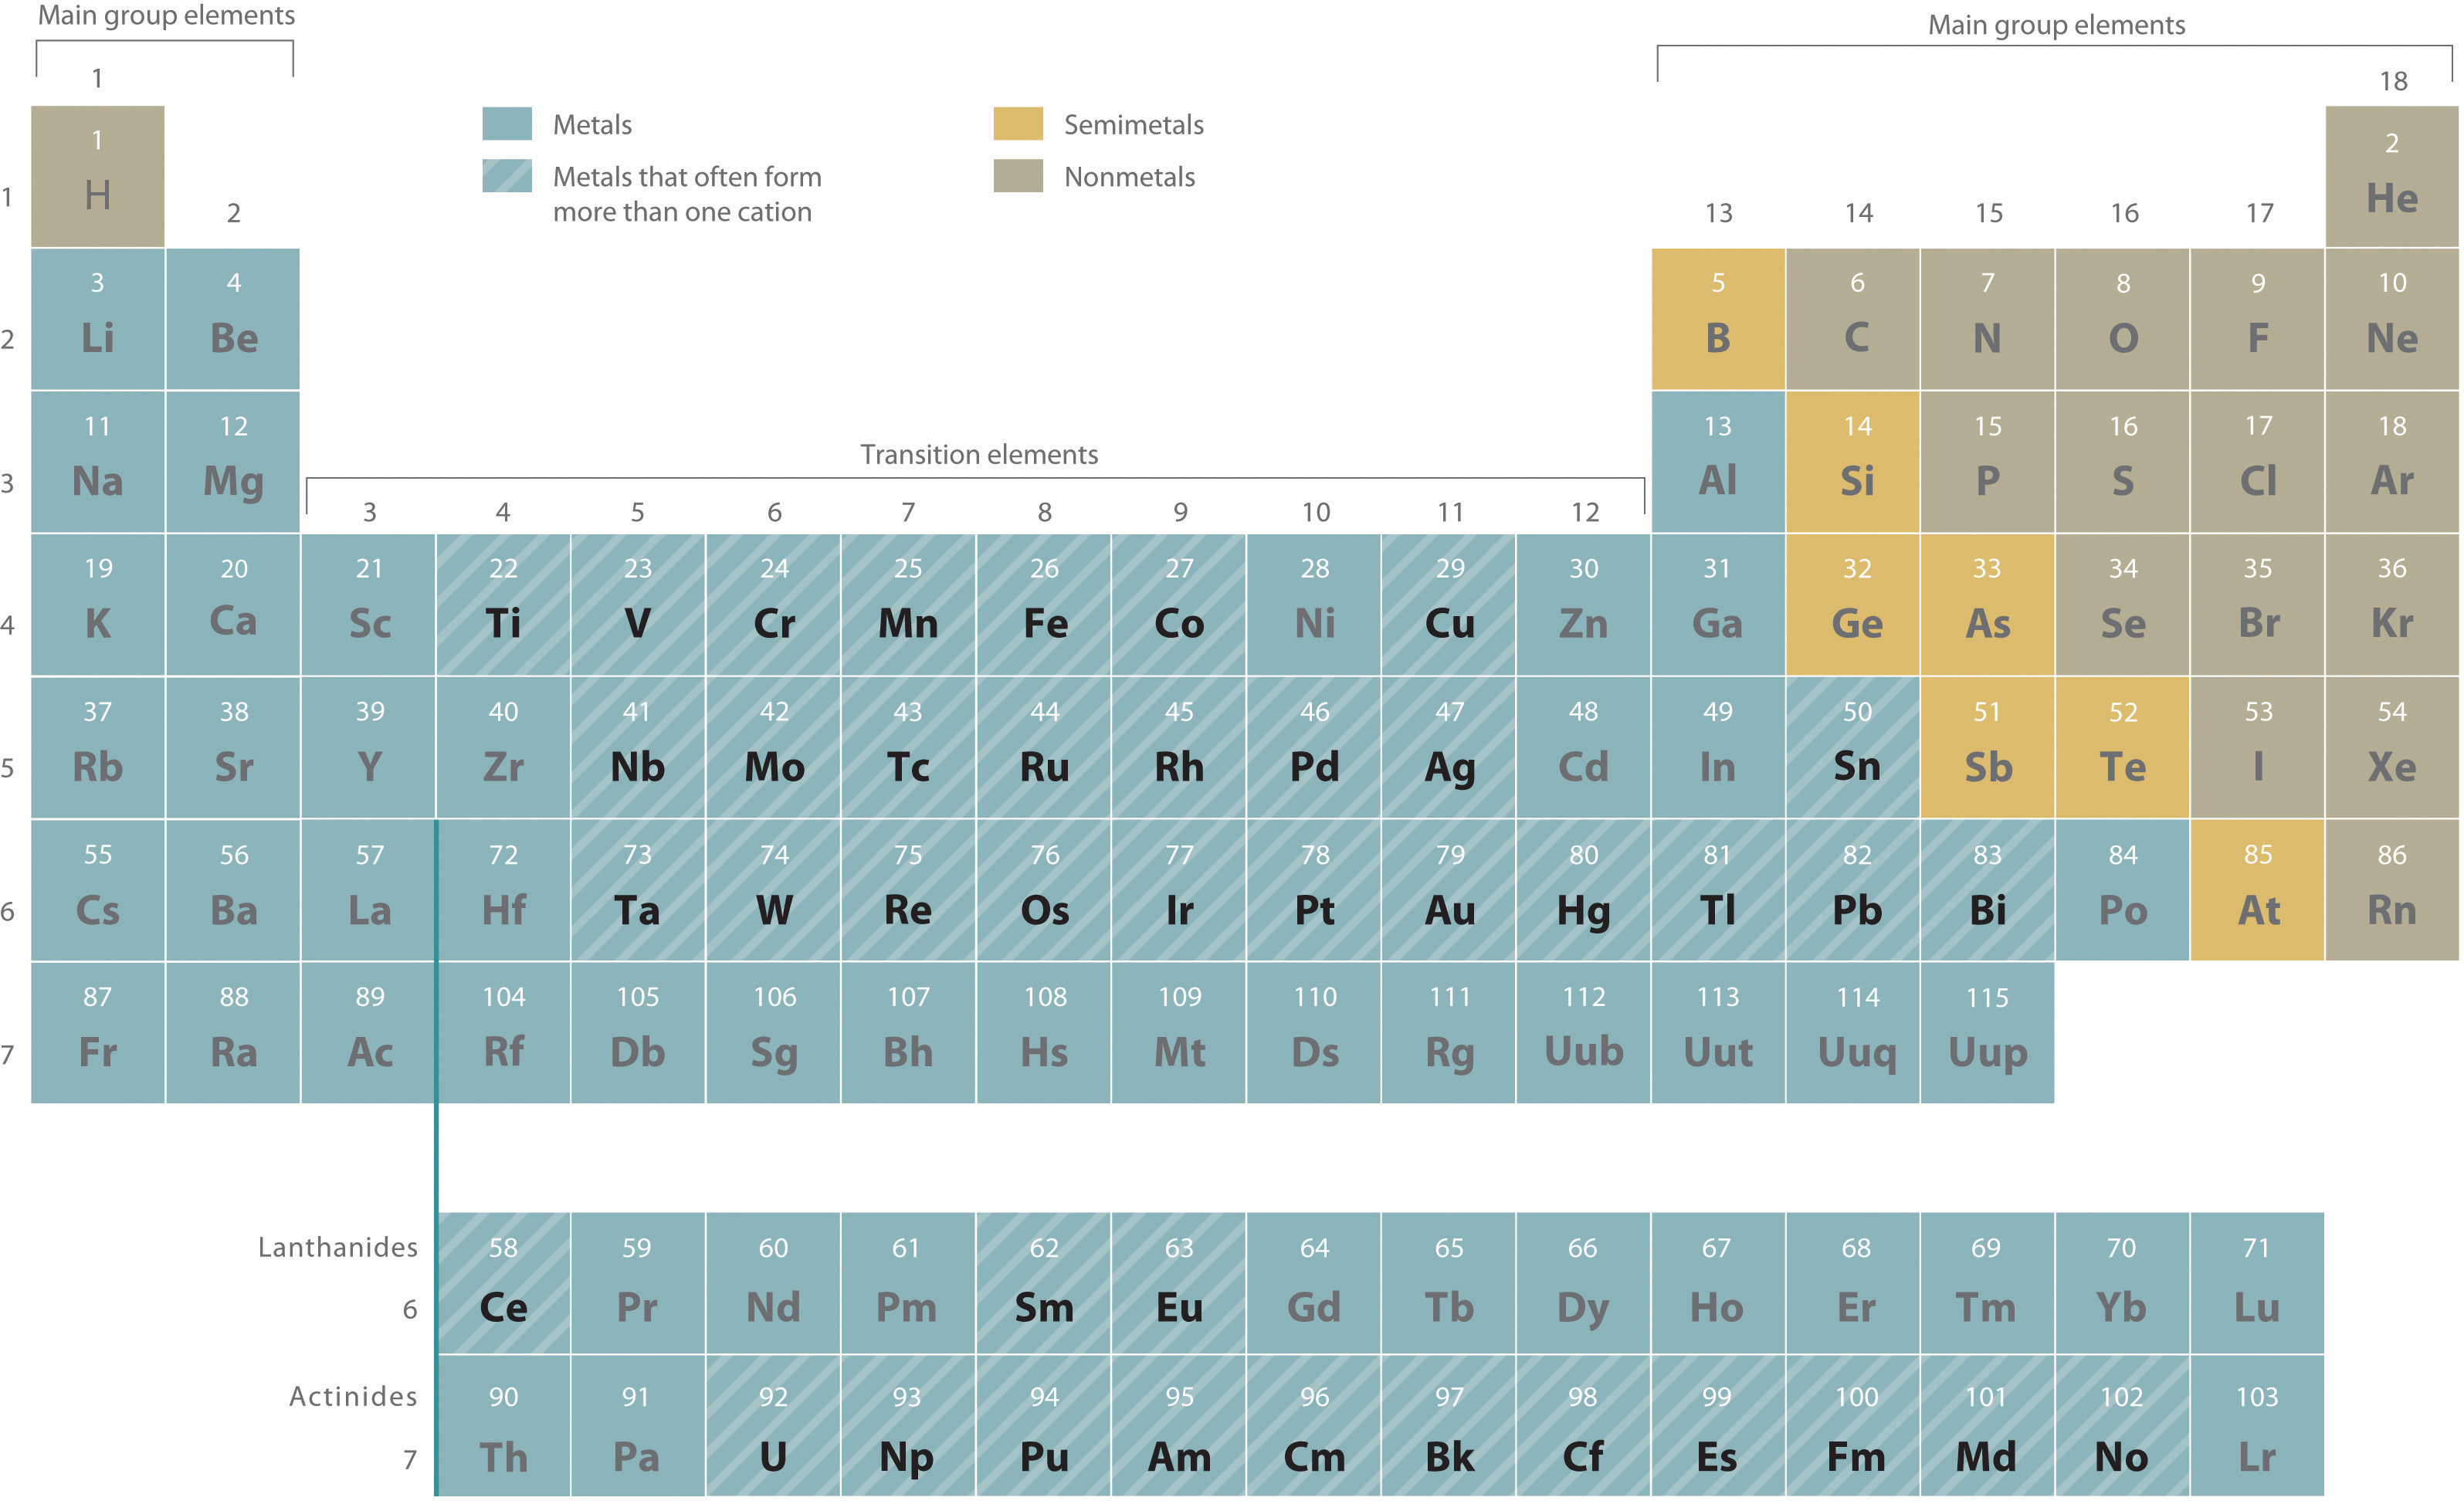 Main group elements
Main group elements
1
18
Metals
Semimetals
Metals that often form
more than one cation
Nonmetals
1
H
2
He
1
2
13
14
15
16
17
3
4
5
6
7
8
9
10
2
Li
Be
B
C
N
O
F
Ne
11
12
13
14
15
16
17
18
3
Na
Mg
Al
Si
P
S
Cl
Ar
Transition elements
3
4
5
6
7
8
9
10
11
12
19 20 21 22 23 24 25 26 27 28 29 30 31 32 33 34 35 36
4 K Ca Sc Ti V Cr Mn Fe Co Ni Cu Zn Ga Ge As Se Br Kr
37 38 39 40 41 42 43 44 45 46 47 48 49 50 51 52 53 54
5 Rb Sr Y Zr Nb Mo Tc Ru Rh Pd Ag Cd In Sn Sb Te I Xe
55 56 57 72 73 74 75 76 77 78 79 80 81 82 83 84 85 86
6 Cs Ba La Hf Ta W Re Os Ir Pt Au Hg Tl Pb Bi Po At Rn
87 88 89 104 105 106 107 108 109 110 111 112 113 114 115
7 Fr Ra Ac Rf Db Sg Bh Hs Mt Ds Rg Uub Uut Uuq Uup
Lanthanides 58 59 60 61 62 63 64 65 66 67 68 69 70 71
6 Ce Pr Nd Pm Sm Eu Gd Tb Dy Ho Er Tm Yb Lu
Actinides 90 91 92 93 94 95 96 97 98 99 100 101 102 103
7 Th Pa U Np Pu Am Cm Bk Cf Es Fm Md No Lr